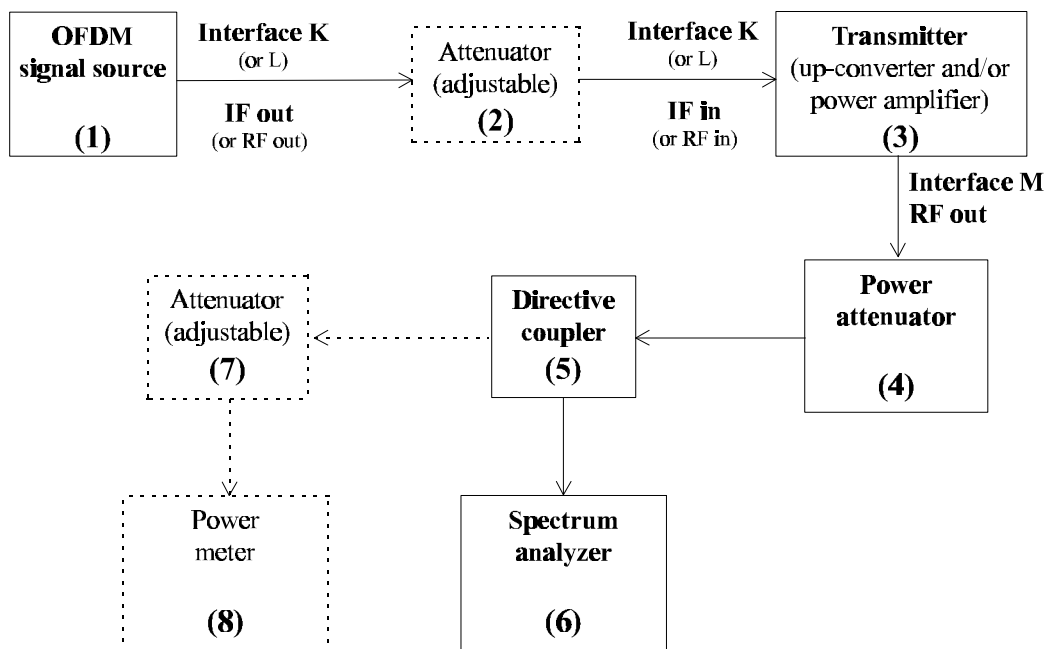 OFDM
signal source
(1)
Interface K
(or L)
IF out
(or RF out)
Attenuator
(adjustable)
(2)
Interface K
(or L)
IF in
(or RF in)
Transmitter
(up-converter and/or
power amplifier)
(3)
Interface M
RF out
Power
attenuator
(4)
Directive
coupler
(5)
Attenuator
(adjustable)
(7)
Power
meter
(8)
Spectrum
analyzer
(6)